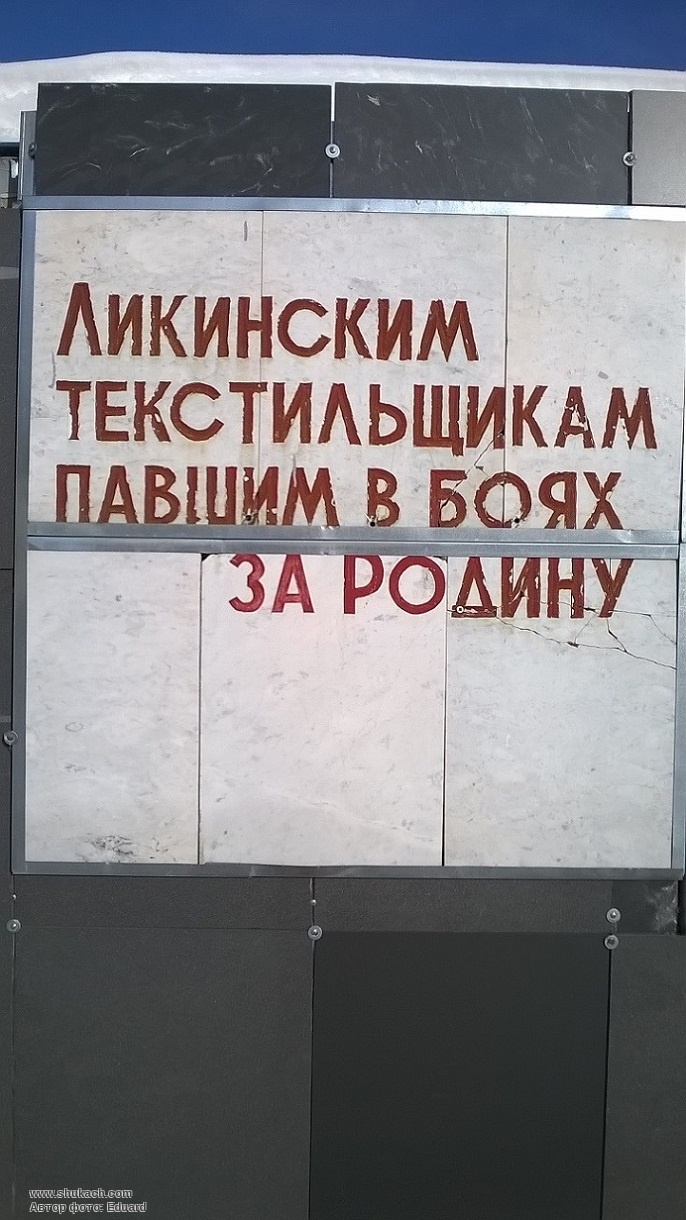 ЛИКИНСКИМ
ТЕКСТИЛЬЩИКАМ
ПАВШИМ В БОЯХ
ЗА РОДИНУ
www.shukach.com
Автор фото: Eduard